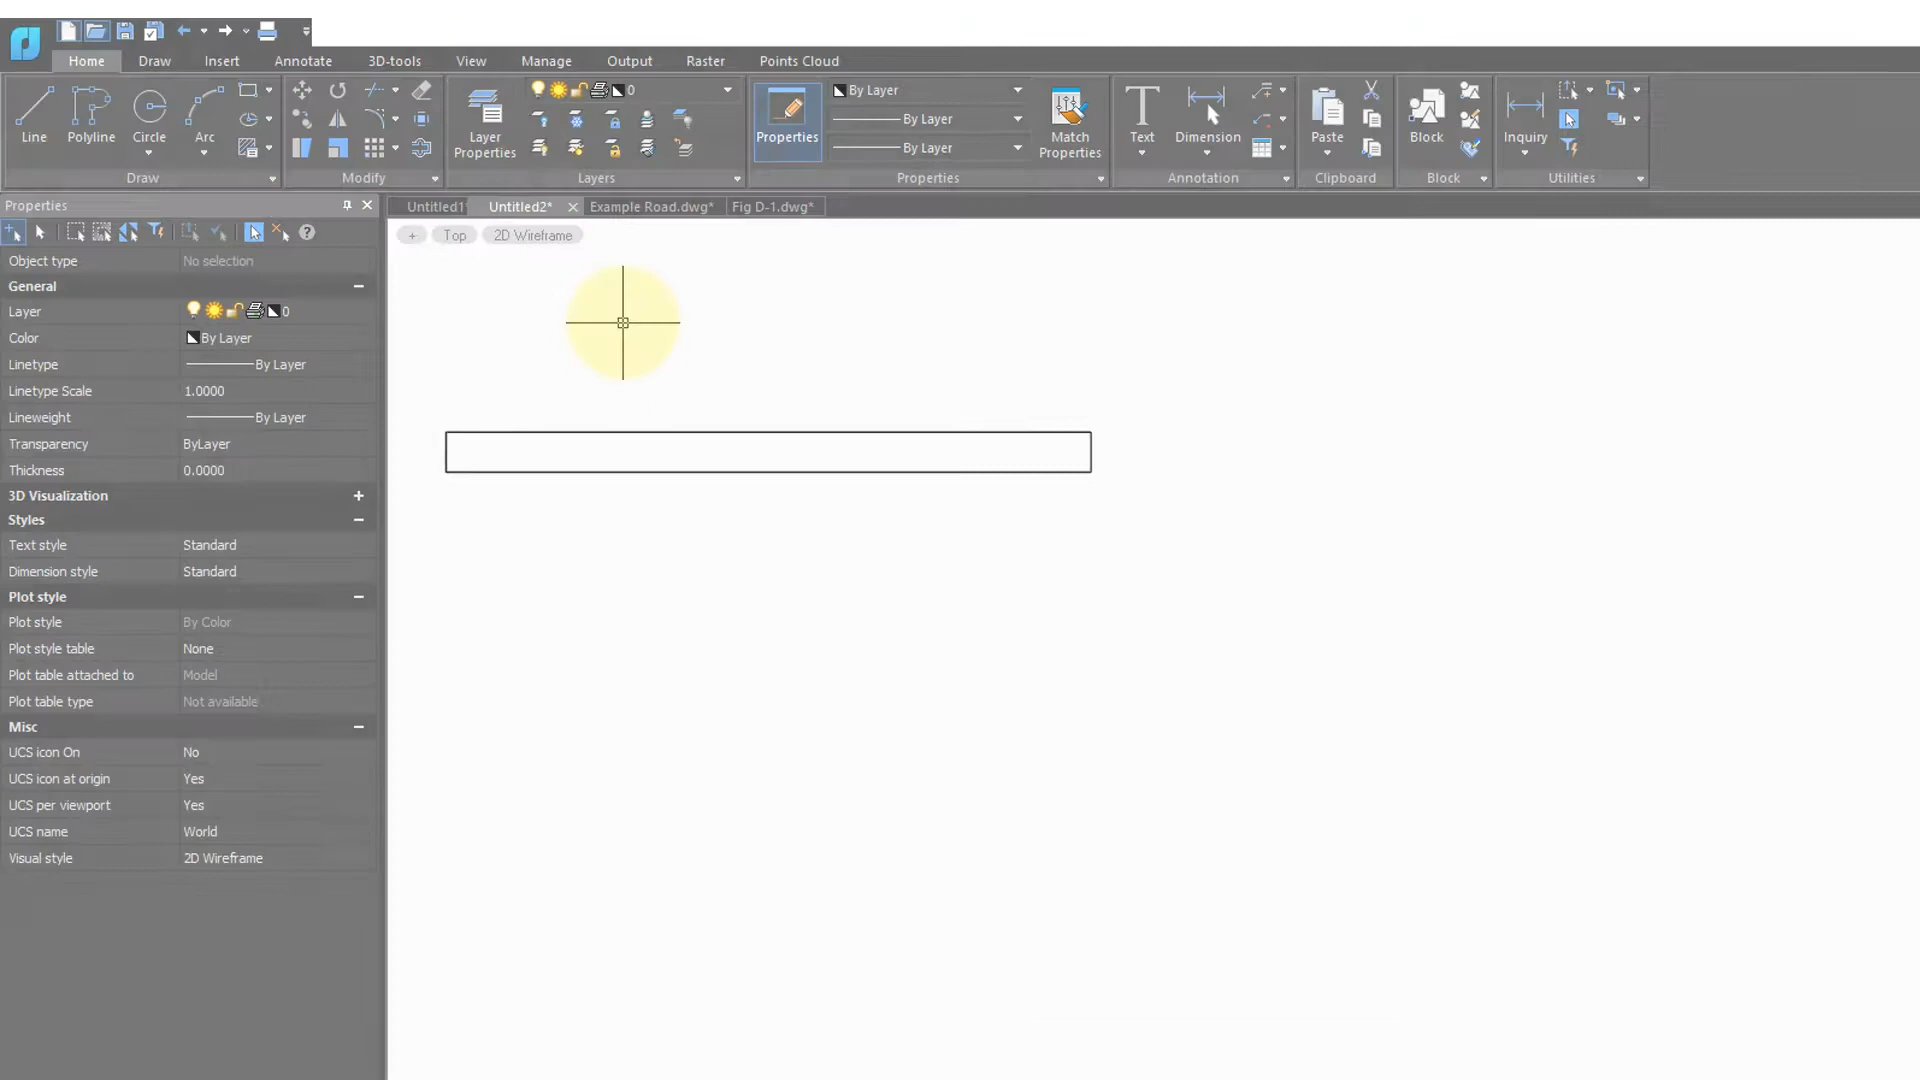 Home Draw Insert Annotate 3D-tools View Manage Output Raster Points Cloud
0
By Layer
By Layer
By Layer
Line Polyline Circle Arc
Layer Properties
Properties
Match Properties
Text Dimension
Paste
Block
Inquiry
Draw Modify Layers Properties Annotation Clipboard Block Utilities
Properties
Untitled1 Untitled2* Example Road.dwg* Fig D-1.dwg*
+ Top 2D Wireframe
Object type No selection
General
Layer 0
Color By Layer
Linetype By Layer
Linetype Scale 1.0000
Lineweight By Layer
Transparency ByLayer
Thickness 0.0000
3D Visualization
Styles
Text style Standard
Dimension style Standard
Plot style
Plot style By Color
Plot style table None
Plot table attached to Model
Plot table type Not available
Misc
UCS icon On No
UCS icon at origin Yes
UCS per viewport Yes
UCS name World
Visual style 2D Wireframe